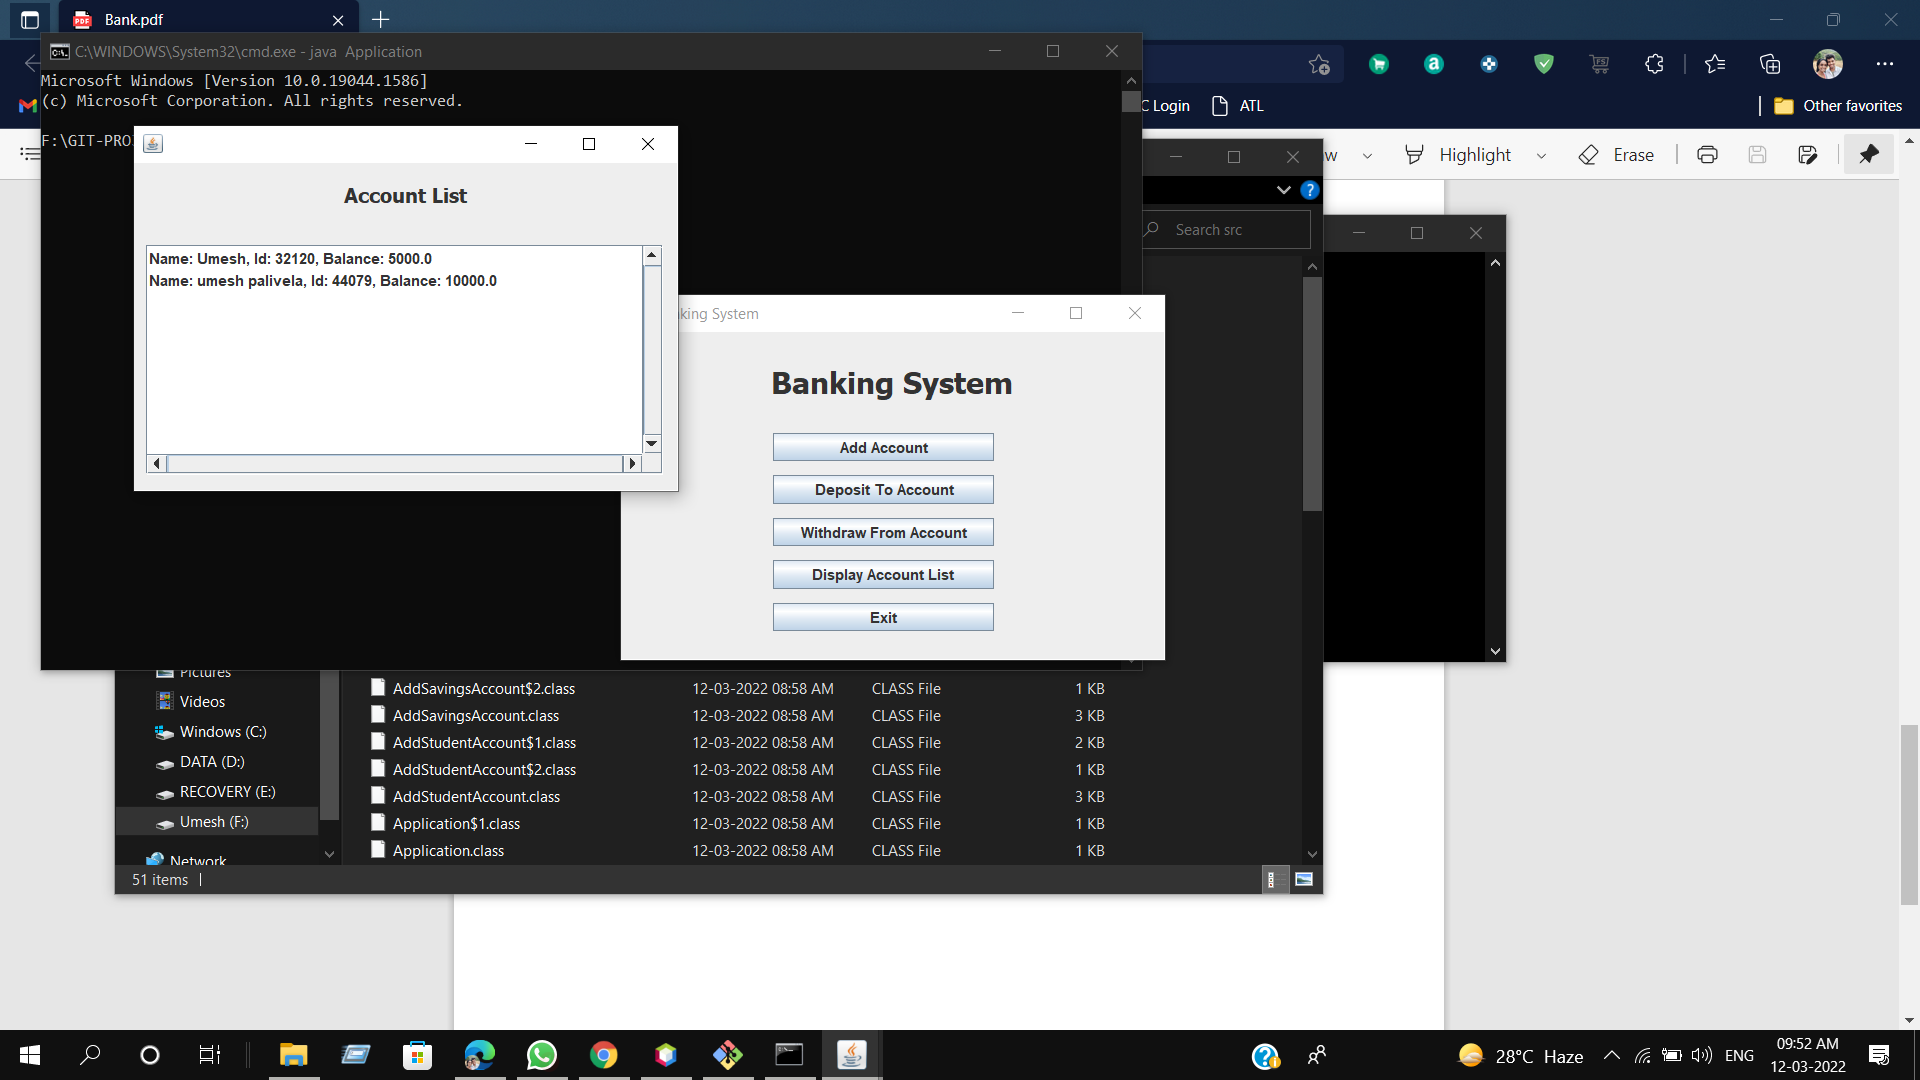 Bank.pdf
C:\WINDOWS\System32\cmd.exe - java  Application
Microsoft Windows [Version 10.0.19044.1586]
(c) Microsoft Corporation. All rights reserved.
C Login
ATL
Other favorites
F:\GIT-PRO
Highlight
Erase
Account List
Search src
Name: Umesh, Id: 32120, Balance: 5000.0
Name: umesh palivela, Id: 44079, Balance: 10000.0
king System
Banking System
Add Account
Deposit To Account
Withdraw From Account
Display Account List
Exit
Pictures
Videos
Windows (C:)
DATA (D:)
RECOVERY (E:)
Umesh (F:)
Network
AddSavingsAccount$2.class 12-03-2022 08:58 AM CLASS File 1 KB
AddSavingsAccount.class 12-03-2022 08:58 AM CLASS File 3 KB
AddStudentAccount$1.class 12-03-2022 08:58 AM CLASS File 2 KB
AddStudentAccount$2.class 12-03-2022 08:58 AM CLASS File 1 KB
AddStudentAccount.class 12-03-2022 08:58 AM CLASS File 3 KB
Application$1.class 12-03-2022 08:58 AM CLASS File 1 KB
Application.class 12-03-2022 08:58 AM CLASS File 1 KB
51 items
28°C Haze
ENG
09:52 AM
12-03-2022